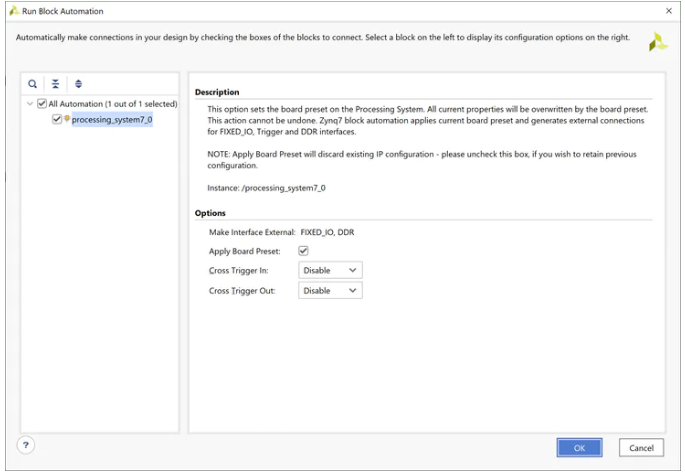 Run Block Automation
Automatically make connections in your design by checking the boxes of the blocks to connect. Select a block on the left to display its configuration options on the right.
All Automation (1 out of 1 selected)
processing_system7_0
Description
This option sets the board preset on the Processing System. All current properties will be overwritten by the board preset.
This action cannot be undone. Zynq7 block automation applies current board preset and generates external connections
for FIXED_IO, Trigger and DDR interfaces.
NOTE: Apply Board Preset will discard existing IP configuration - please uncheck this box, if you wish to retain previous
configuration.
Instance: /processing_system7_0
Options
Make Interface External: FIXED_IO, DDR
Apply Board Preset:
Cross Trigger In: Disable
Cross Trigger Out: Disable
?
OK
Cancel